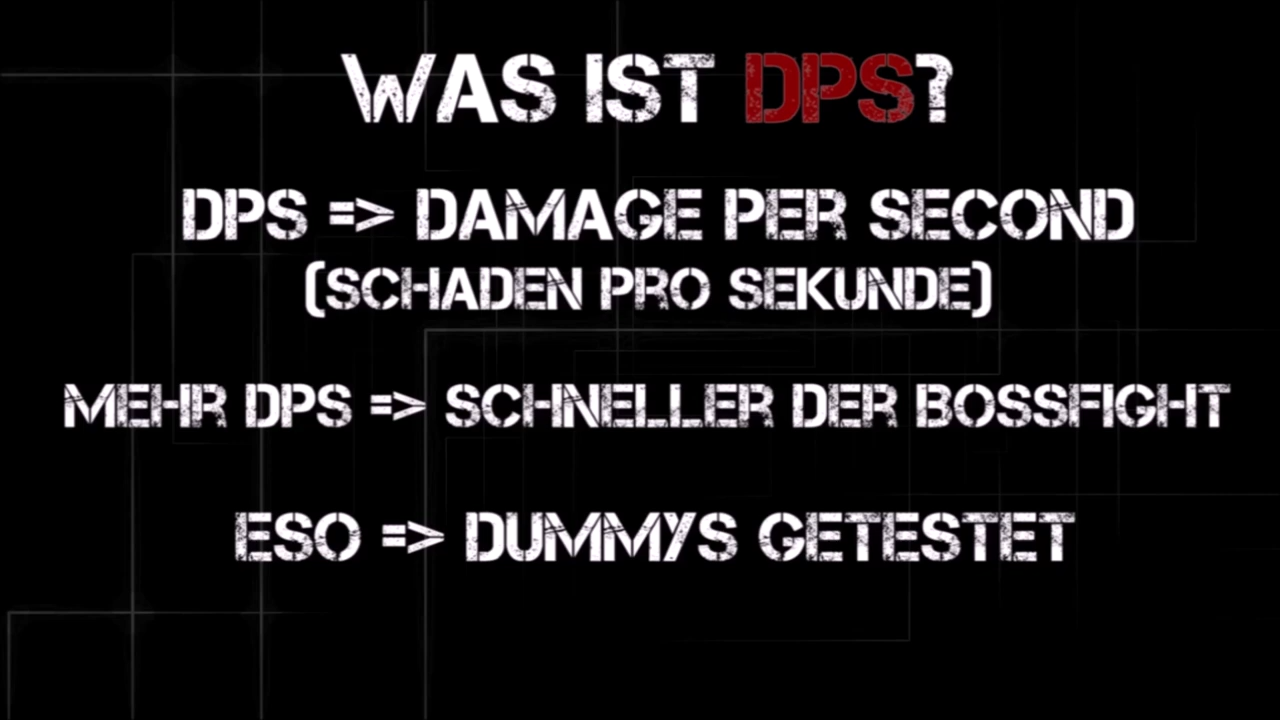 WAS IST DPS?
DPS => DAMAGE PER SECOND
(SCHADEN PRO SEKUNDE)
MEHR DPS => SCHNELLER DER BOSSFIGHT
ESO => DUMMYS GETESTET